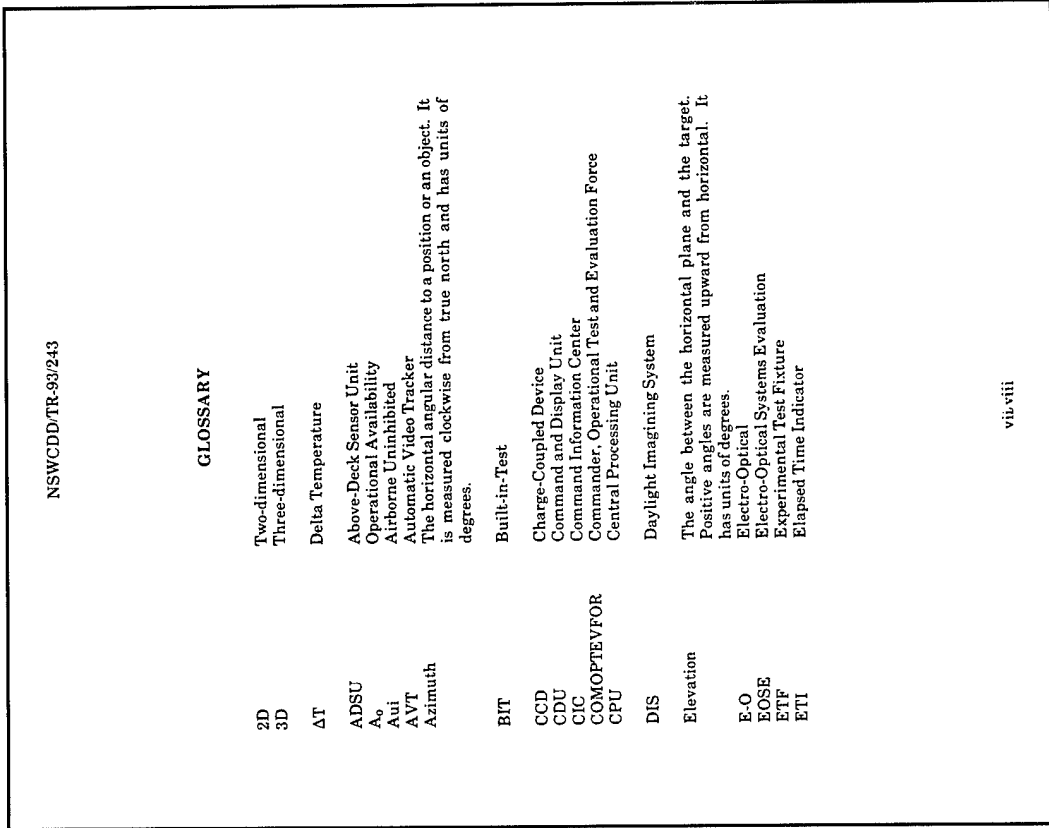 NSWCDD/TR-93/243
GLOSSARY
2D Two-dimensional
3D Three-dimensional
ΔT Delta Temperature
ADSU Above-Deck Sensor Unit
Ao Operational Availability
Aui Airborne Uninhibited
AVT Automatic Video Tracker
Azimuth The horizontal angular distance to a position or an object. It
is measured clockwise from true north and has units of
degrees.
BIT Built-in-Test
CCD Charge-Coupled Device
CDU Command and Display Unit
CIC Command Information Center
COMOPTEVFOR Commander, Operational Test and Evaluation Force
CPU Central Processing Unit
DIS Daylight Imagining System
Elevation The angle between the horizontal plane and the target.
Positive angles are measured upward from horizontal. It
has units of degrees.
E-O Electro-Optical
EOSE Electro-Optical Systems Evaluation
ETF Experimental Test Fixture
ETI Elapsed Time Indicator
vii/viii